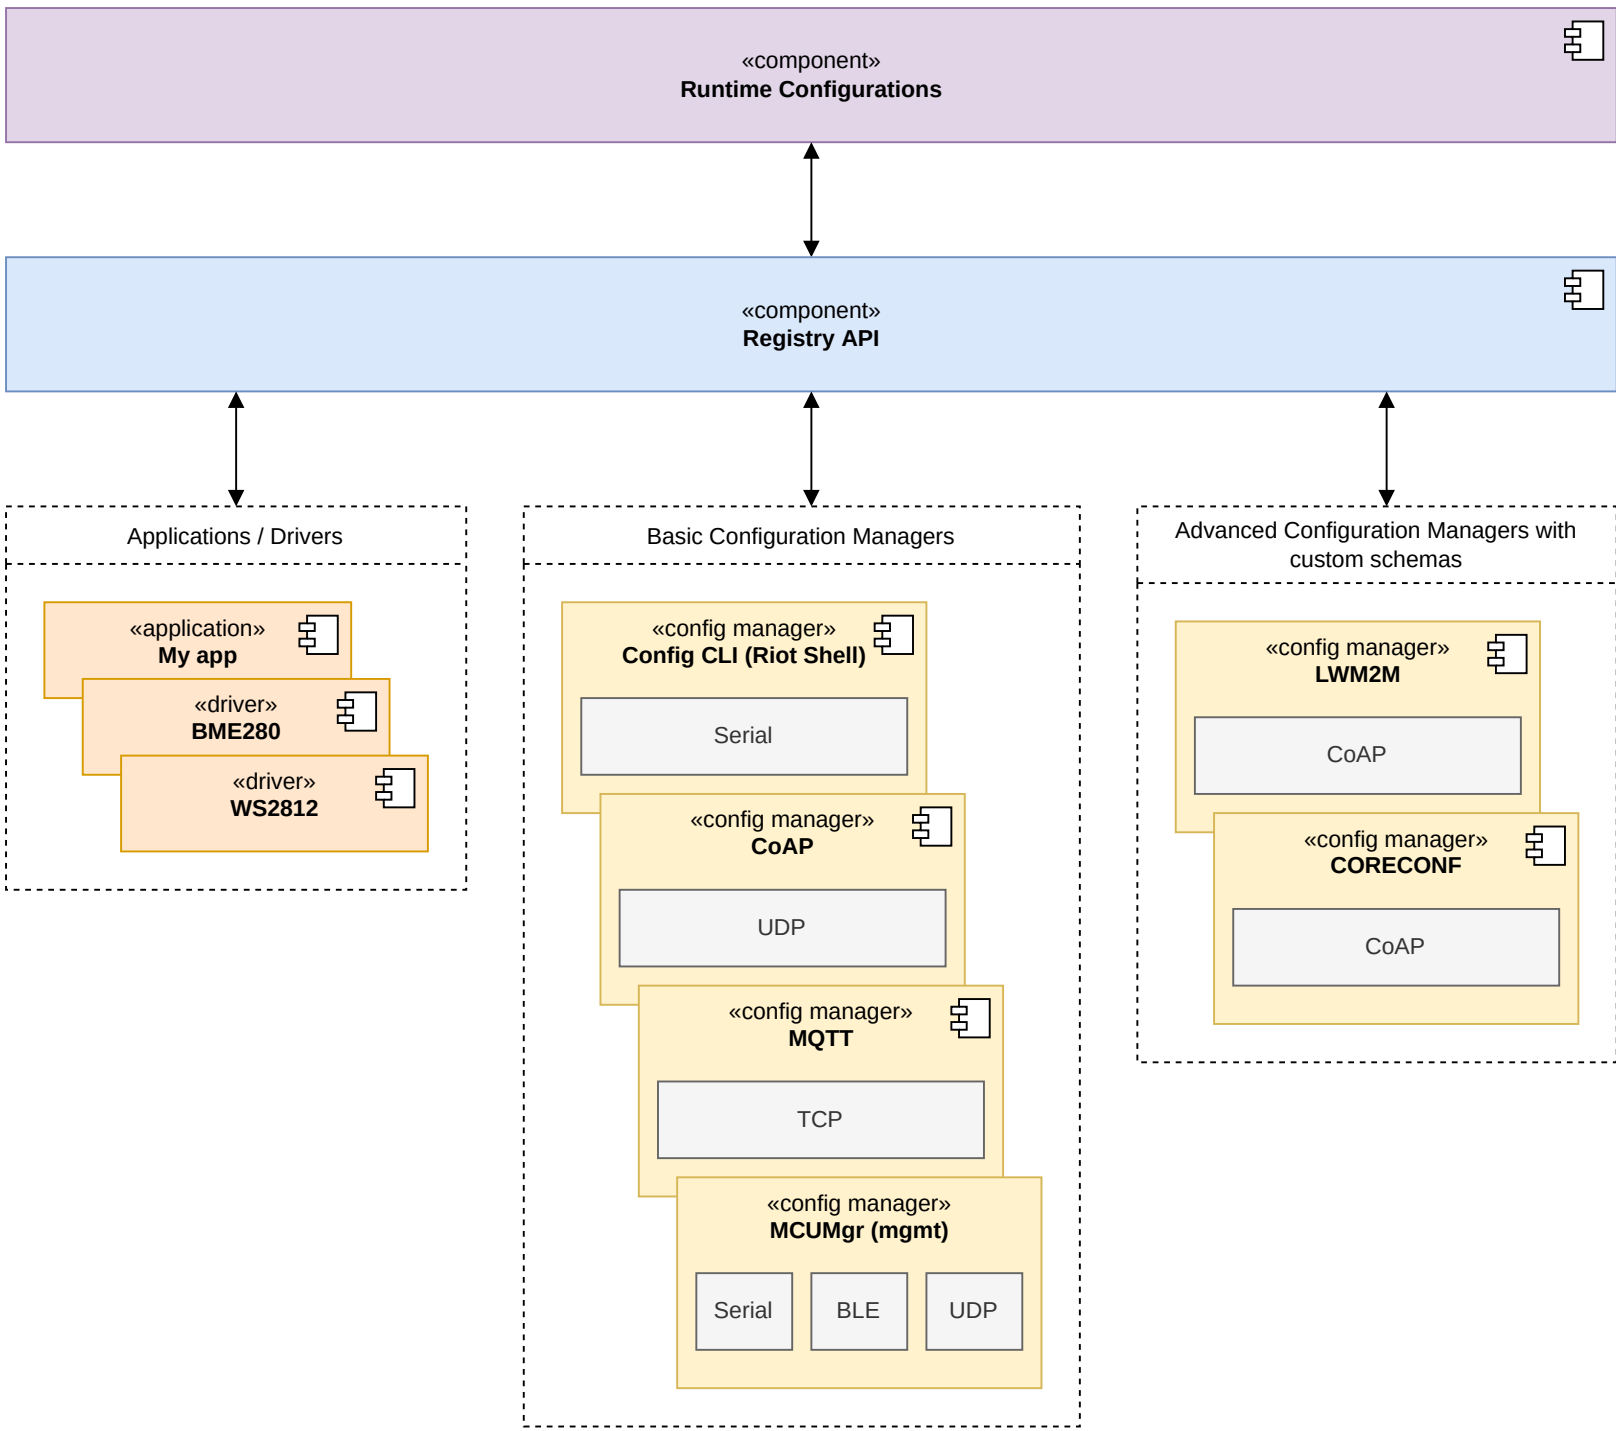 «component»
Runtime Configurations
«component»
Registry API
Applications / Drivers
«application»
My app
«driver»
BME280
«driver»
WS2812
Basic Configuration Managers
«config manager»
Config CLI (Riot Shell)
Serial
«config manager»
CoAP
UDP
«config manager»
MQTT
TCP
«config manager»
MCUMgr (mgmt)
Serial
BLE
UDP
Advanced Configuration Managers with
custom schemas
«config manager»
LWM2M
CoAP
«config manager»
CORECONF
CoAP